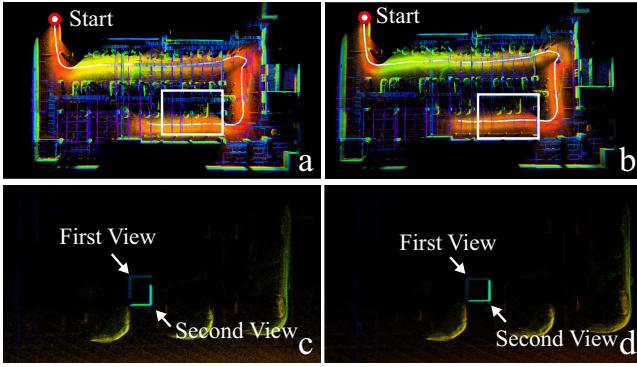 Start
a
Start
b
First View
Second View
c
First View
Second View
d